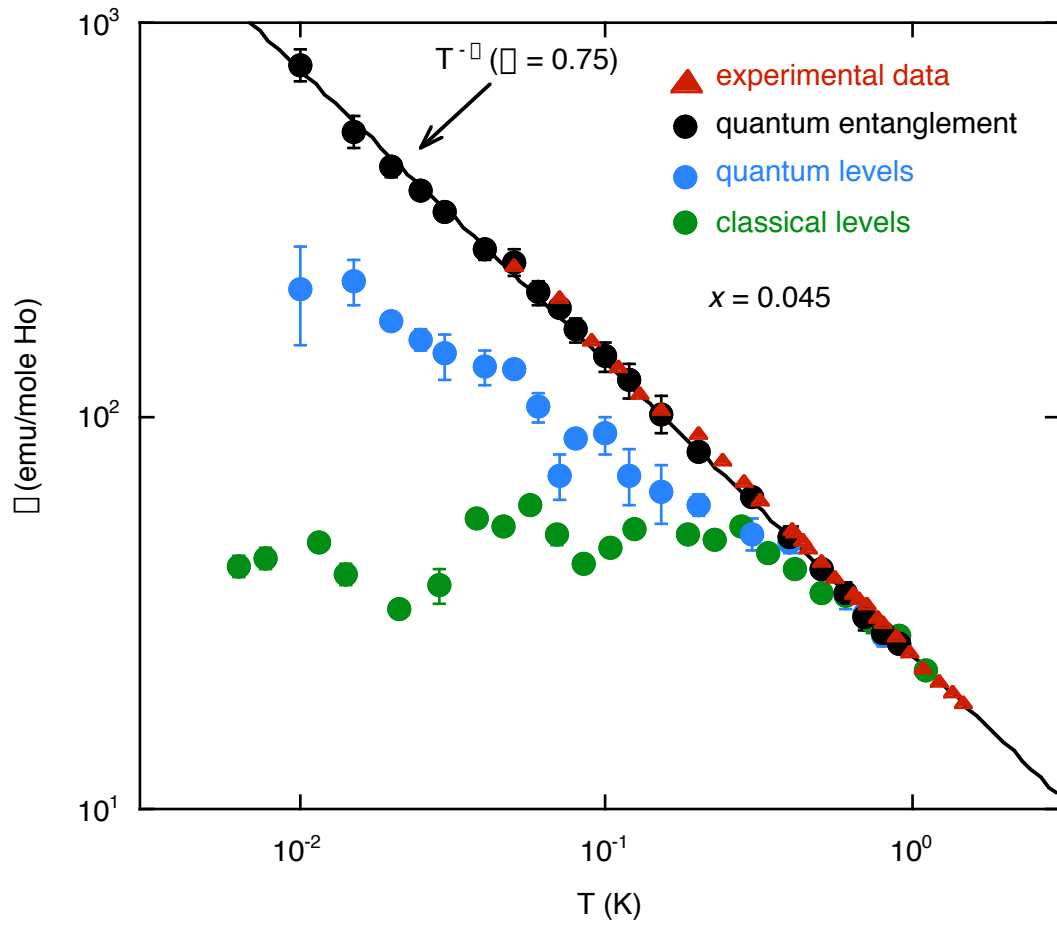 10³
T⁻▯ (▯ = 0.75)
experimental data
quantum entanglement
quantum levels
classical levels
x = 0.045
▯ (emu/mole Ho)
10²
10¹
10⁻²
10⁻¹
10⁰
T (K)